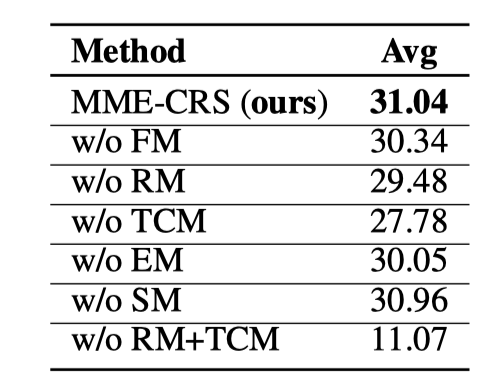 Method Avg
MME-CRS (ours) 31.04
w/o FM 30.34
w/o RM 29.48
w/o TCM 27.78
w/o EM 30.05
w/o SM 30.96
w/o RM+TCM 11.07